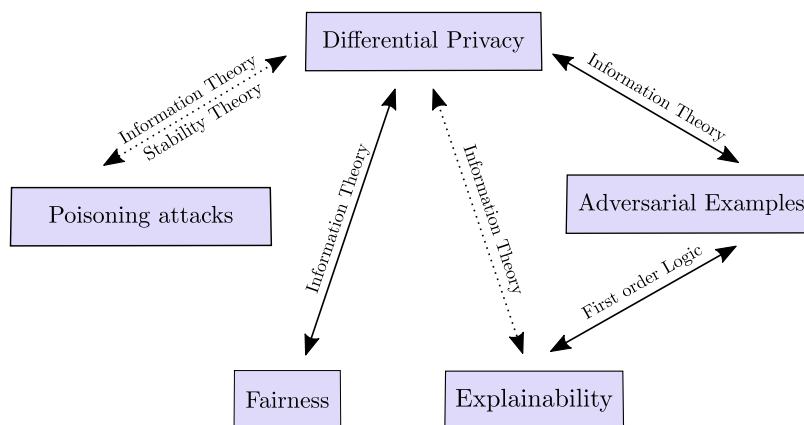 Differential Privacy
Information Theory
Stability Theory
Information Theory
Information Theory
Information Theory
Poisoning attacks
Adversarial Examples
First order Logic
Fairness
Explainability